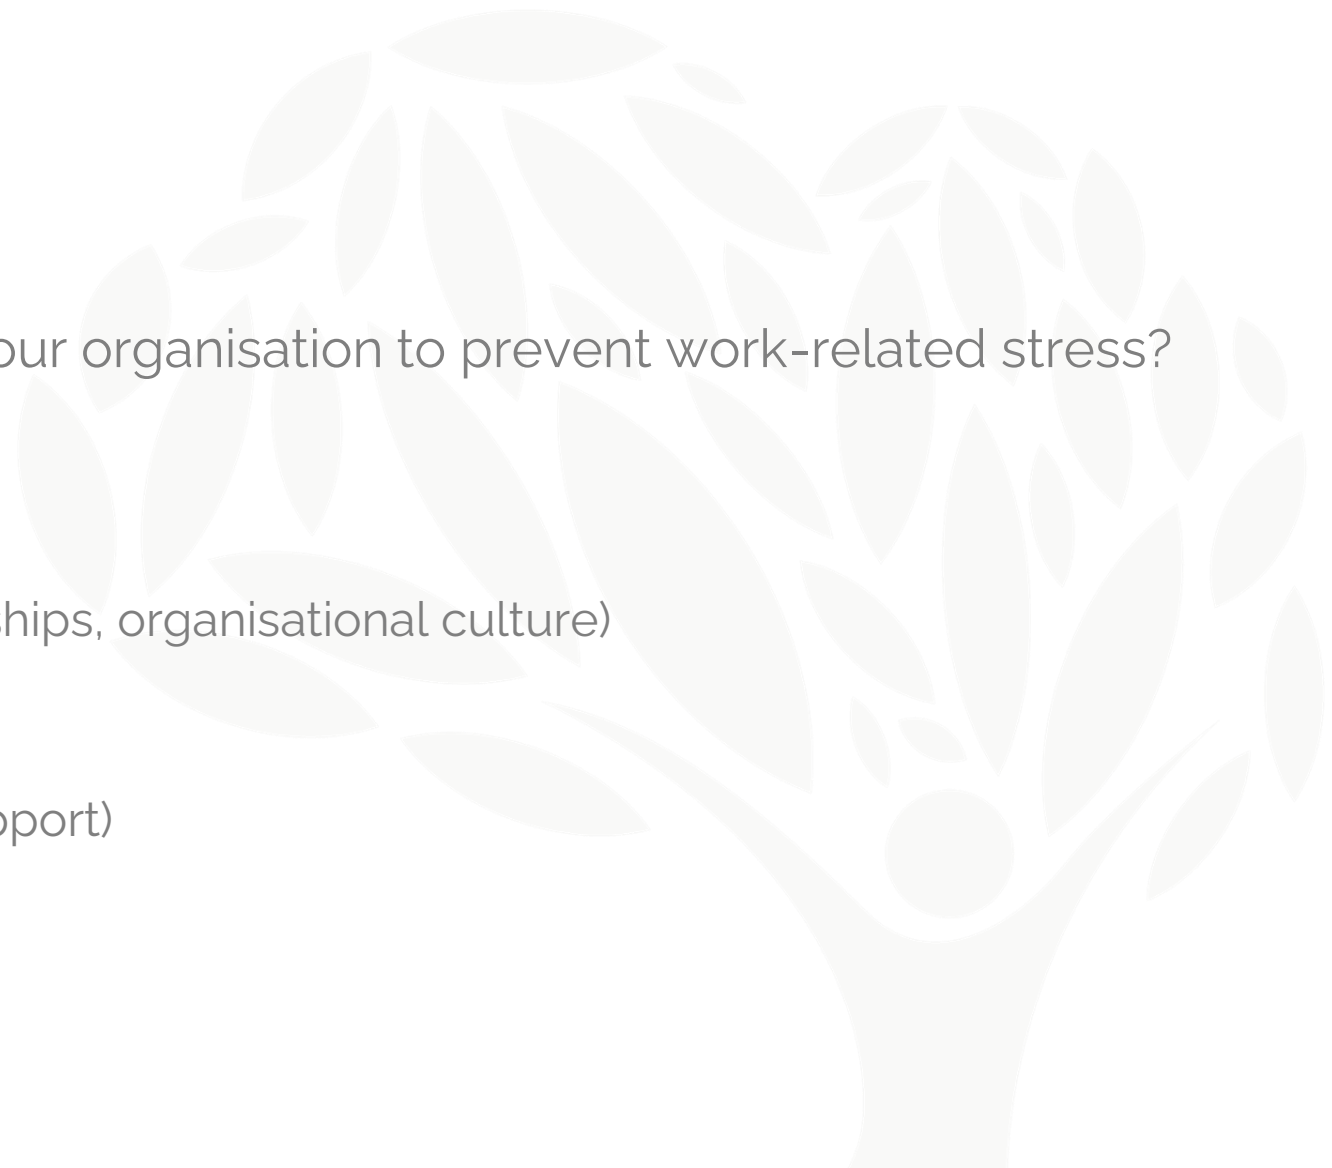 our organisation to prevent work-related stress?
ships, organisational culture)
pport)